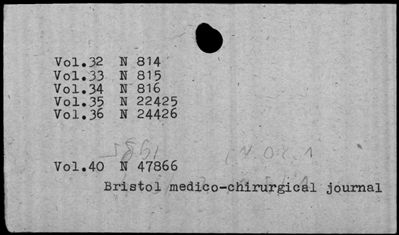 Vol.32 N 814
Vol.33 N 815
Vol.34 N 816
Vol.35 N 22425
Vol.36 N 24426
Vol.40 N 47866
Bristol medico-chirurgical journal